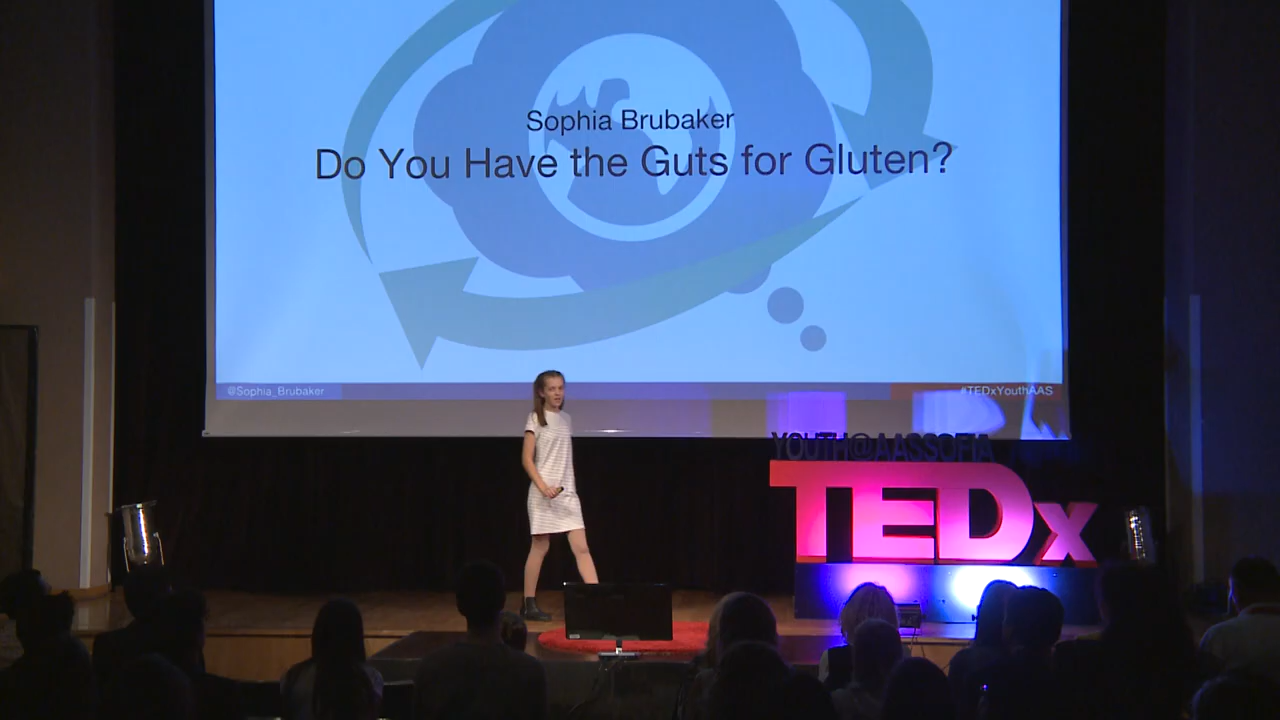 Sophia Brubaker
Do You Have the Guts for Gluten?
@Sophia_Brubaker
#TEDxYouthAAS
YOUTH@AASSOFIA
TEDx